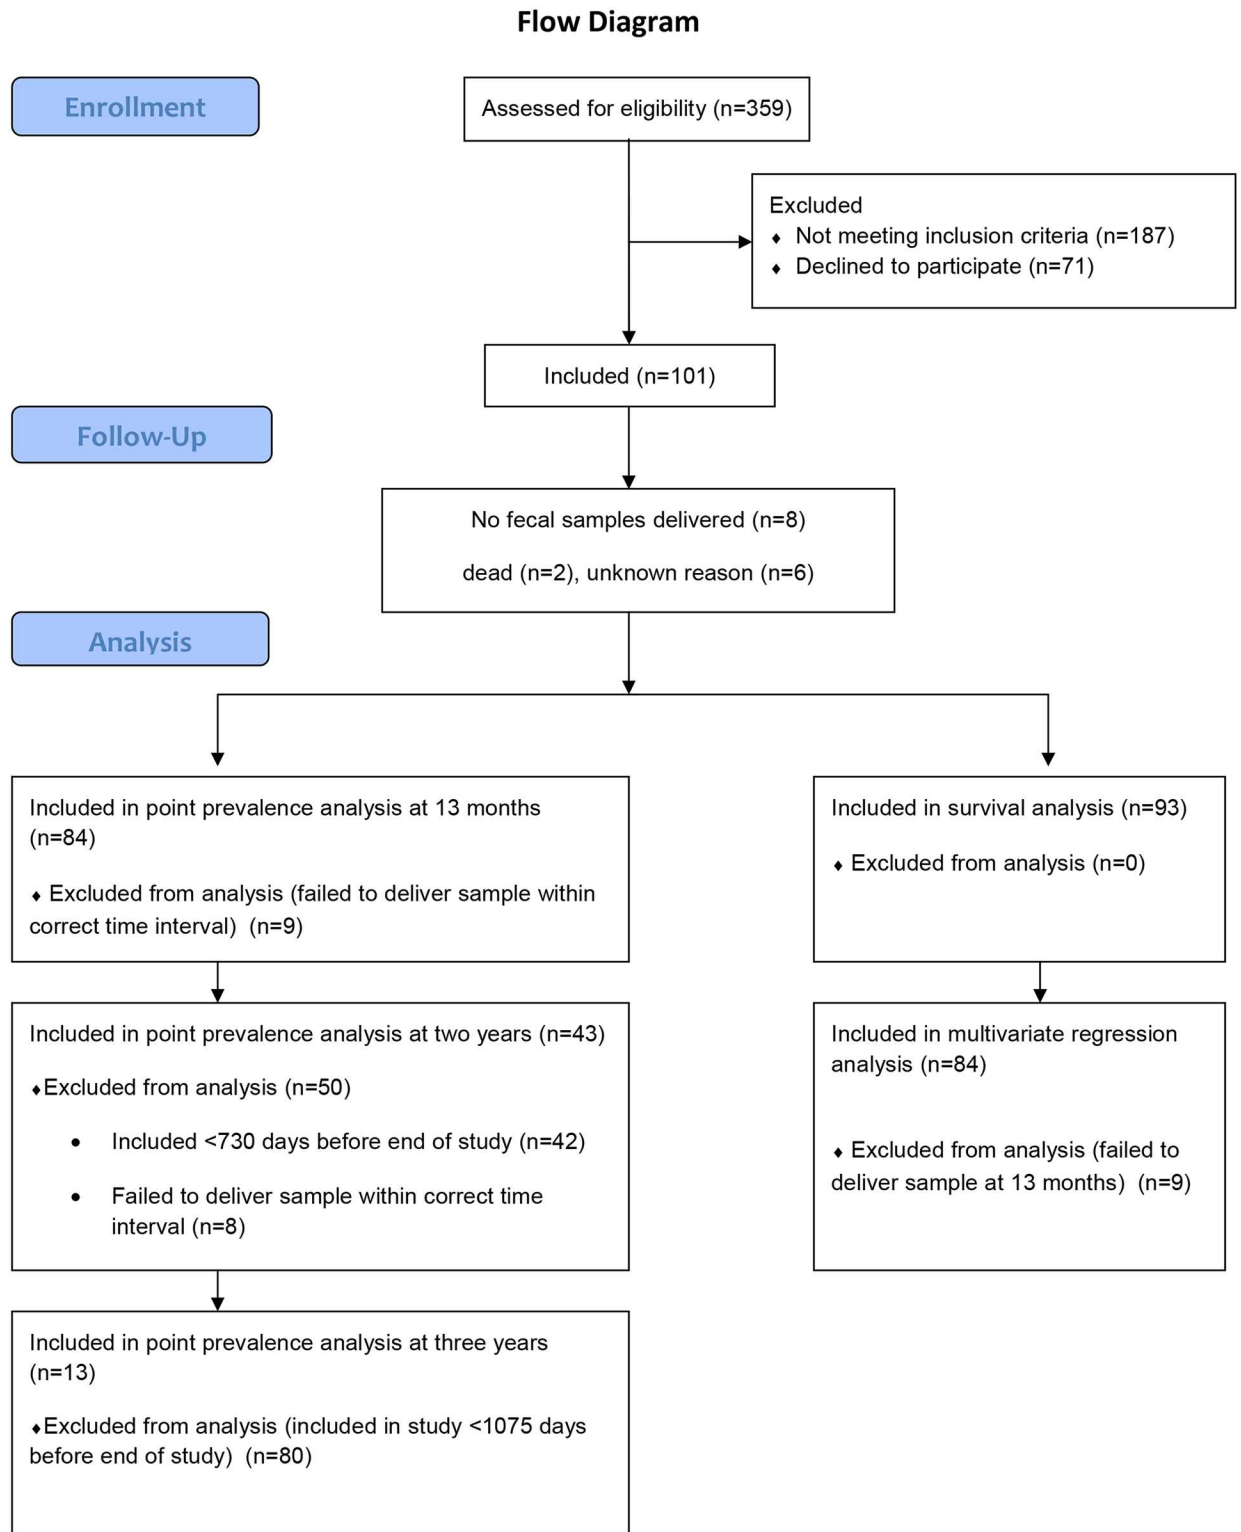 Flow Diagram
Enrollment
Assessed for eligibility (n=359)
Excluded
♦ Not meeting inclusion criteria (n=187)
♦ Declined to participate (n=71)
Included (n=101)
Follow-Up
No fecal samples delivered (n=8)
dead (n=2), unknown reason (n=6)
Analysis
Included in point prevalence analysis at 13 months
(n=84)
♦ Excluded from analysis (failed to deliver sample within
correct time interval) (n=9)
Included in survival analysis (n=93)
♦ Excluded from analysis (n=0)
Included in point prevalence analysis at two years (n=43)
♦Excluded from analysis (n=50)
• Included <730 days before end of study (n=42)
• Failed to deliver sample within correct time
interval (n=8)
Included in multivariate regression
analysis (n=84)
♦ Excluded from analysis (failed to
deliver sample at 13 months) (n=9)
Included in point prevalence analysis at three years
(n=13)
♦Excluded from analysis (included in study <1075 days
before end of study) (n=80)